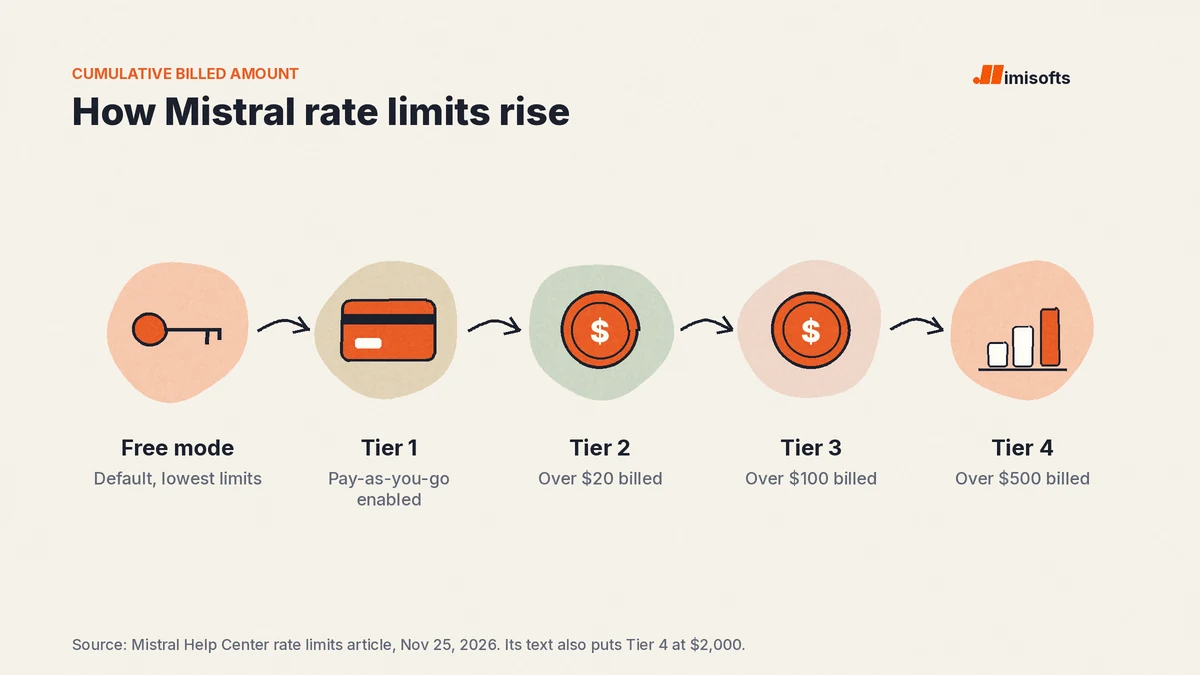 CUMULATIVE BILLED AMOUNT
How Mistral rate limits rise
imisofts
$
$
Free mode
Tier 1
Tier 2
Tier 3
Tier 4
Default, lowest limits
Pay-as-you-go
enabled
Over $20 billed
Over $100 billed
Over $500 billed
Source: Mistral Help Center rate limits article, Nov 25, 2026. Its text also puts Tier 4 at $2,000.